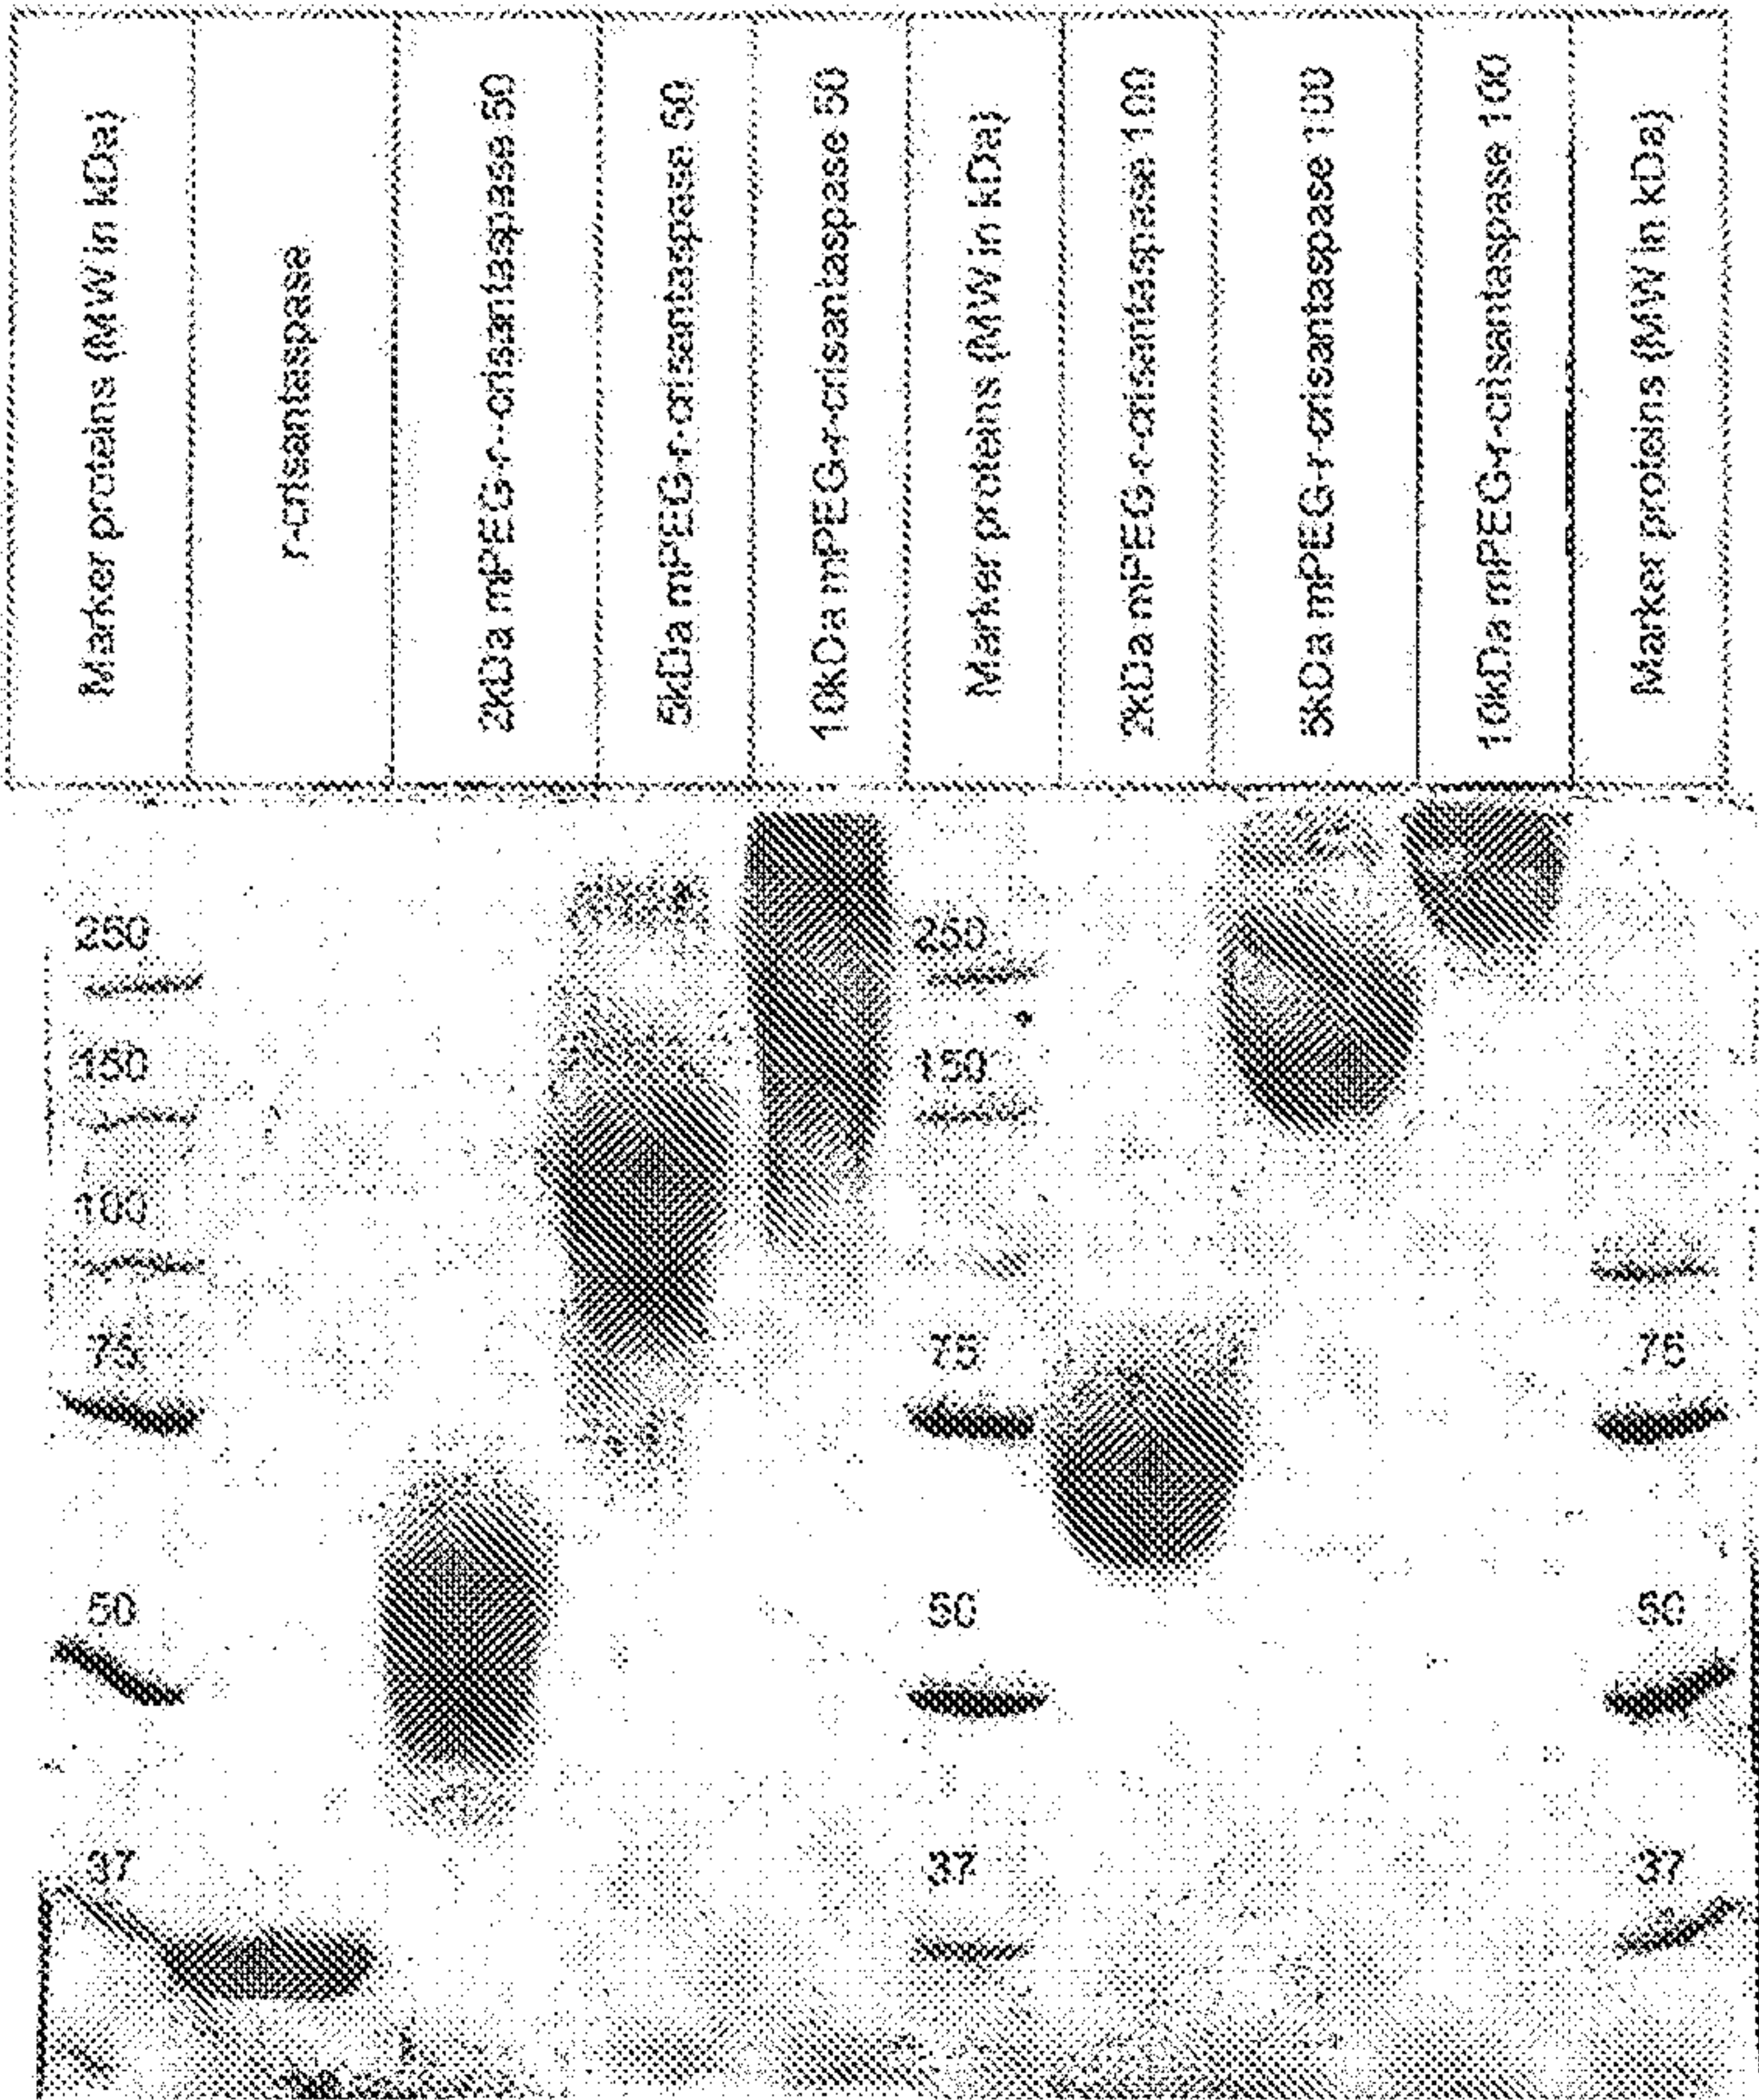 Marker proteins (MW in kDa)
r-crisantaspase
2kDa mPEG-r--crisantaspase 50
5kDa mPEG-r-crisantaspase 50
10kDa mPEG-r-crisantaspase 50
Marker proteins (MW in kDa)
2kDa mPEG-r-crisantaspase 100
5kDa mPEG-r-crisantaspase 100
10kDa mPEG-r-crisantaspase 100
Marker proteins (MW in kDa)
250
150
100
75
50
37
250
150
75
50
37
75
50
37